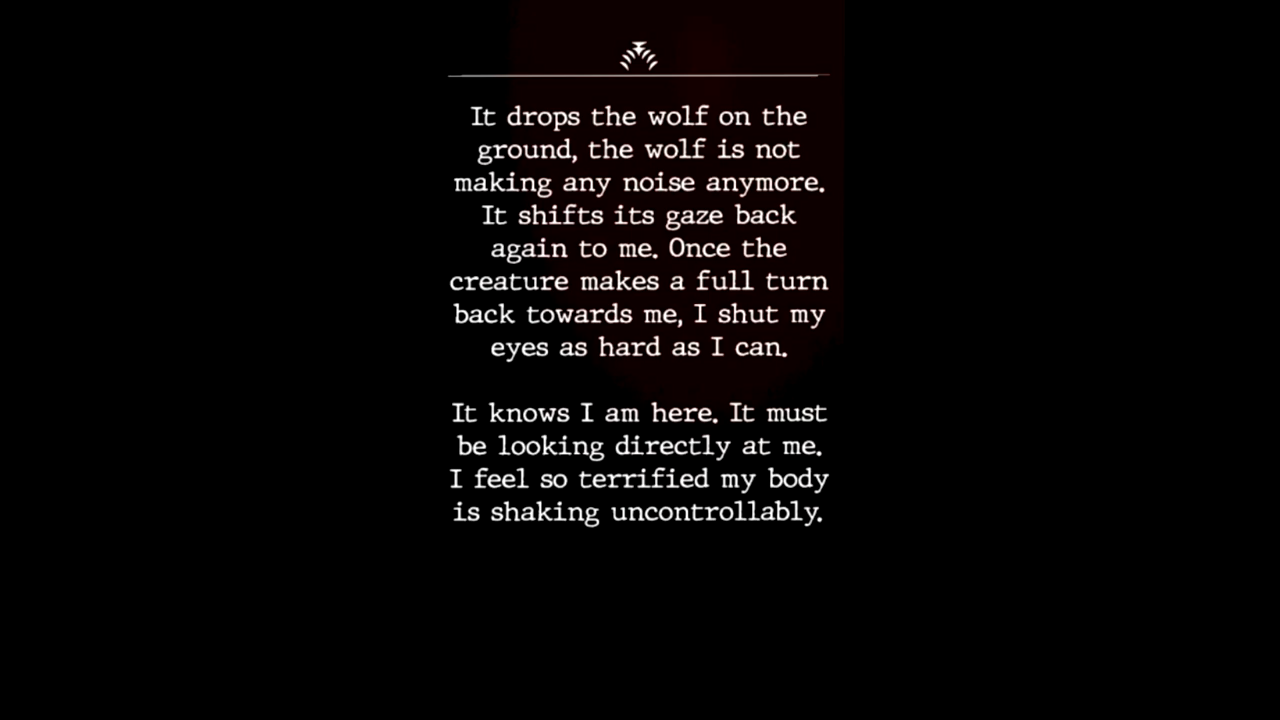 It drops the wolf on the
ground, the wolf is not
making any noise anymore.
It shifts its gaze back
again to me. Once the
creature makes a full turn
back towards me, I shut my
eyes as hard as I can.
It knows I am here. It must
be looking directly at me.
I feel so terrified my body
is shaking uncontrollably.